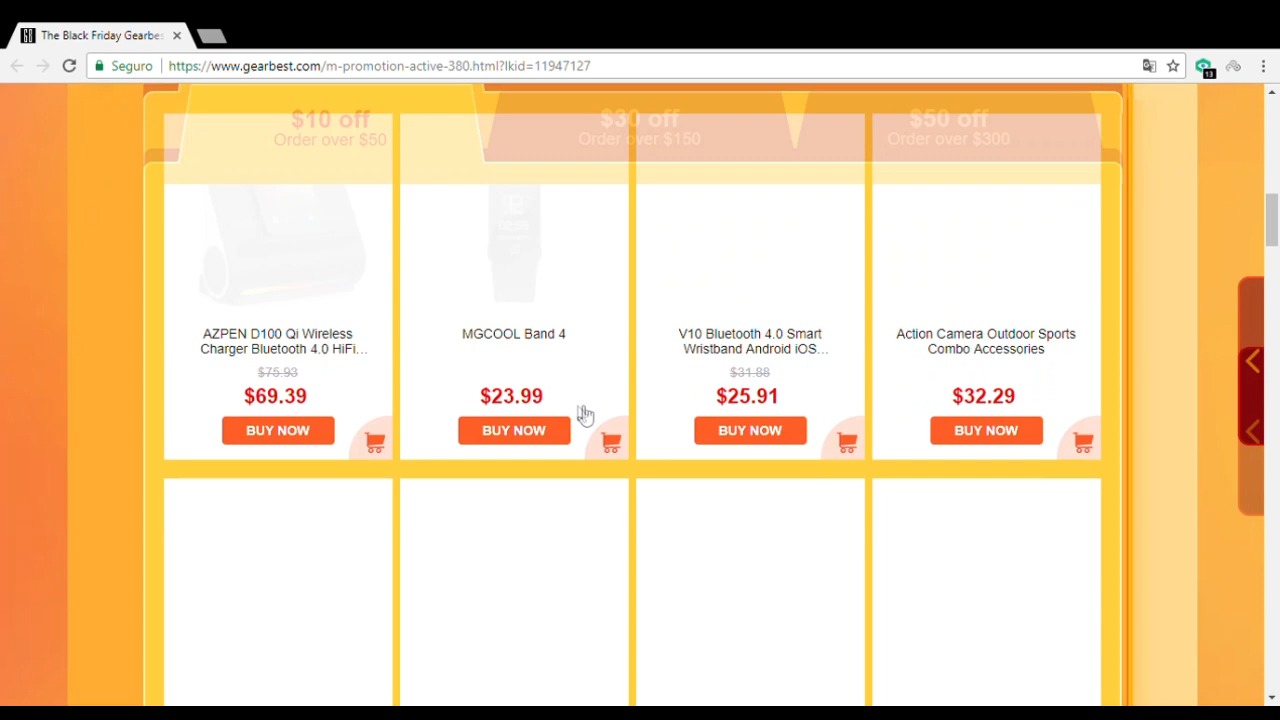 The Black Friday Gearbes
Seguro
https://www.gearbest.com/m-promotion-active-380.html?lkid=11947127
13
$10 off
Order over $50
$30 off
Order over $150
$50 off
Order over $300
AZPEN D100 Qi Wireless
Charger Bluetooth 4.0 HiFi...
$75.93
$69.39
BUY NOW
MGCOOL Band 4
$23.99
BUY NOW
V10 Bluetooth 4.0 Smart
Wristband Android iOS...
$31.88
$25.91
BUY NOW
Action Camera Outdoor Sports
Combo Accessories
$32.29
BUY NOW